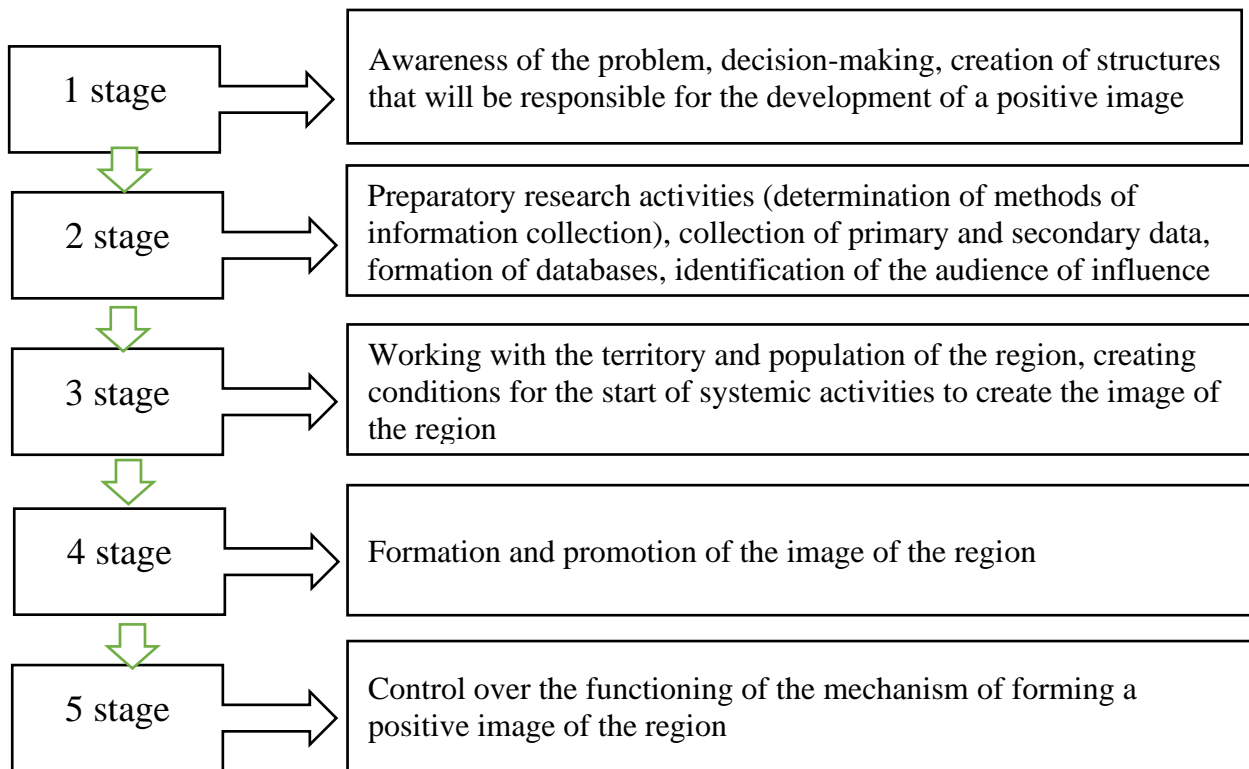 1 stage
Awareness of the problem, decision-making, creation of structures
that will be responsible for the development of a positive image
2 stage
Preparatory research activities (determination of methods of
information collection), collection of primary and secondary data,
formation of databases, identification of the audience of influence
3 stage
Working with the territory and population of the region, creating
conditions for the start of systemic activities to create the image of
the region
4 stage
Formation and promotion of the image of the region
5 stage
Control over the functioning of the mechanism of forming a
positive image of the region